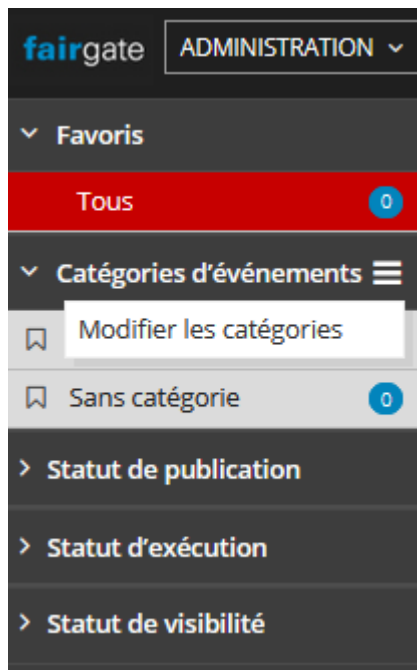 fairgate ADMINISTRATION
Favoris
Tous 0
Catégories d’événements
Modifier les catégories
Sans catégorie 0
Statut de publication
Statut d’exécution
Statut de visibilité